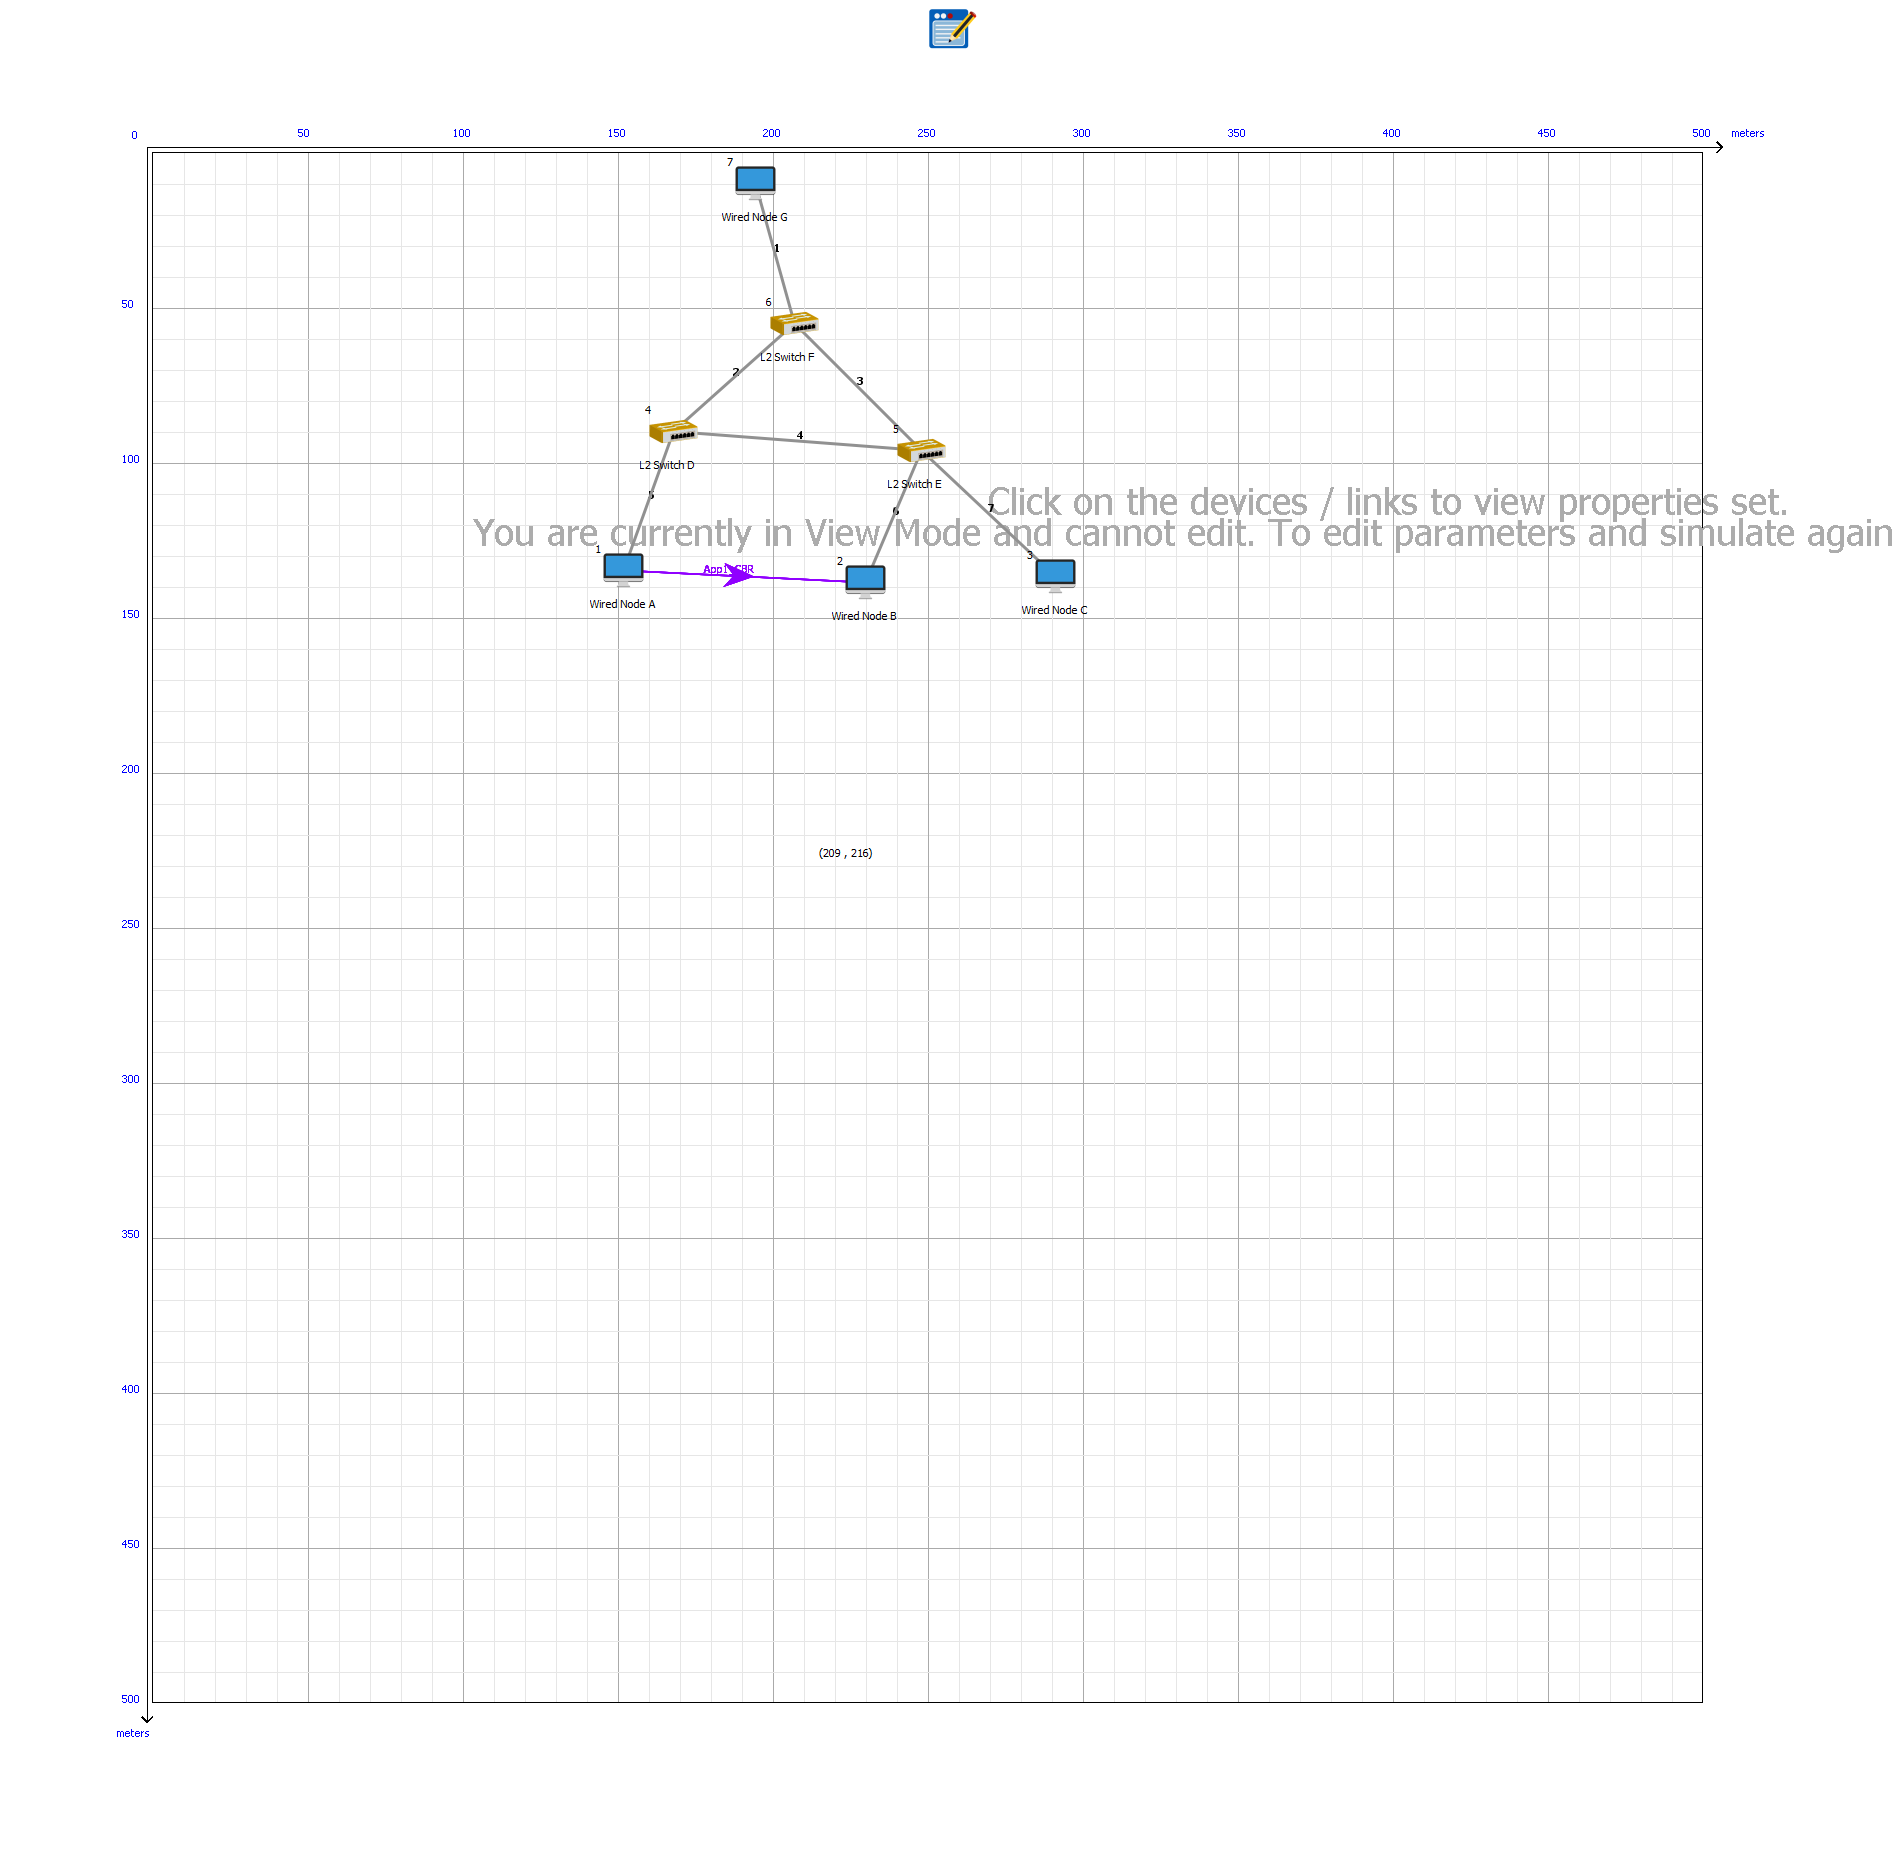 0 50 100 150 200 250 300 350 400 450 500 meters
7
Wired Node G
1
6
50
L2 Switch F
2
3
4
5
4
100
L2 Switch D
L2 Switch E
5
Click on the devices / links to view properties set.
6
7
You are currently in View Mode and cannot edit. To edit parameters and simulate again
1
2
3
App1_CBR
Wired Node A
Wired Node B
Wired Node C
150
200
(209 , 216)
250
300
350
400
450
500
meters